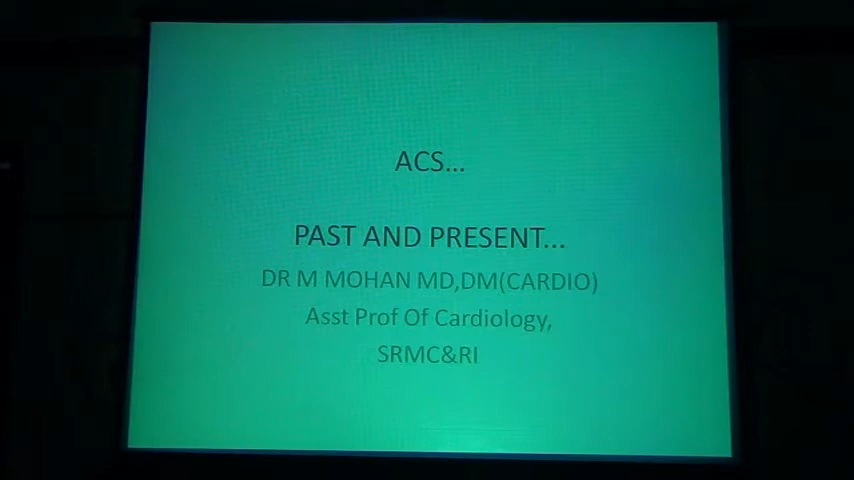 ACS...
PAST AND PRESENT...
DR M MOHAN MD,DM(CARDIO)
Asst Prof Of Cardiology,
SRMC&RI